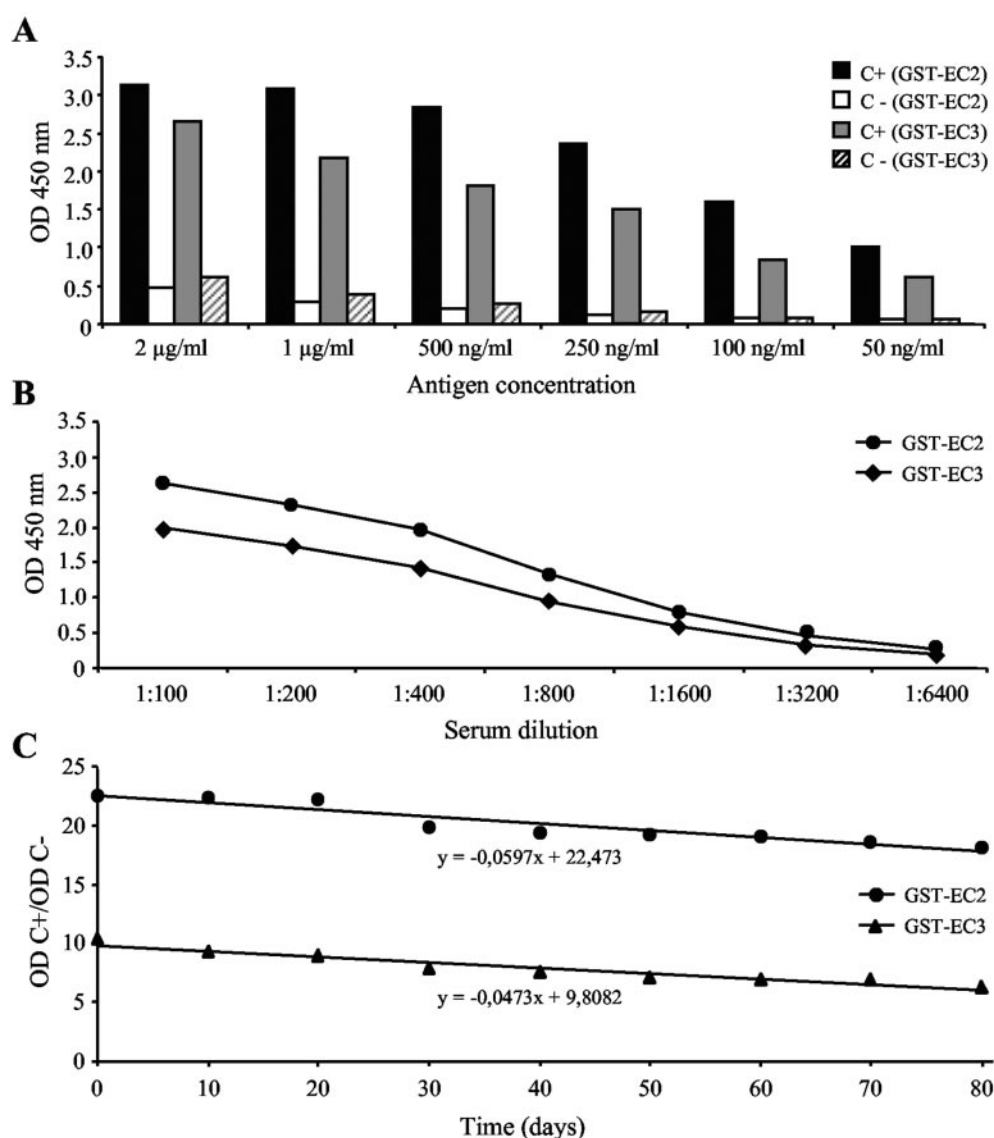 A
3.5
3.0
2.5
2.0
1.5
1.0
0.5
0
OD 450 nm
C+ (GST-EC2)
C - (GST-EC2)
C+ (GST-EC3)
C - (GST-EC3)
2 µg/ml 1 µg/ml 500 ng/ml 250 ng/ml 100 ng/ml 50 ng/ml
Antigen concentration
B
3.5
3.0
2.5
2.0
1.5
1.0
0.5
0
OD 450 nm
GST-EC2
GST-EC3
1:100 1:200 1:400 1:800 1:1600 1:3200 1:6400
Serum dilution
C
25
20
15
10
5
0
OD C+/OD C-
y = -0,0597x + 22,473
GST-EC2
GST-EC3
y = -0,0473x + 9,8082
0 10 20 30 40 50 60 70 80
Time (days)